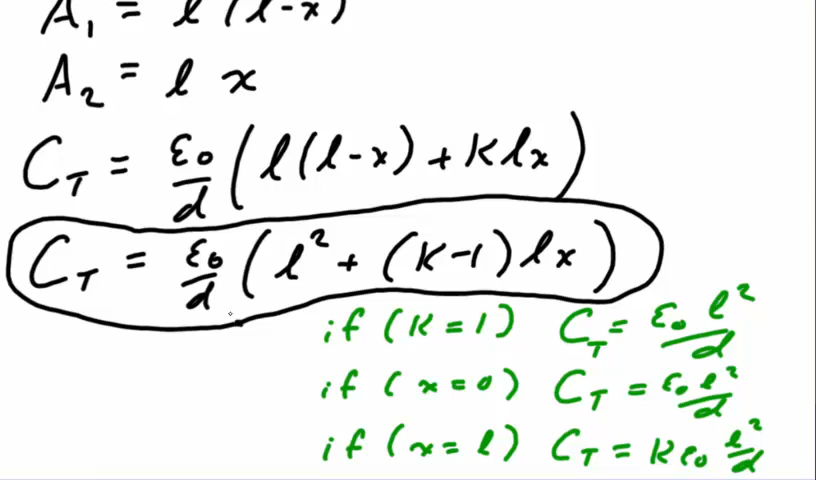 A₁ = l (l-x)
A₂ = l x
C_T = ε₀/d ( l(l-x) + K l x )
C_T = ε₀/d ( l² + (K-1) l x )
if (K=1) C_T = ε₀ l²/d
if (x=0) C_T = ε₀ l²/d
if (x=l) C_T = K ε₀ l²/d